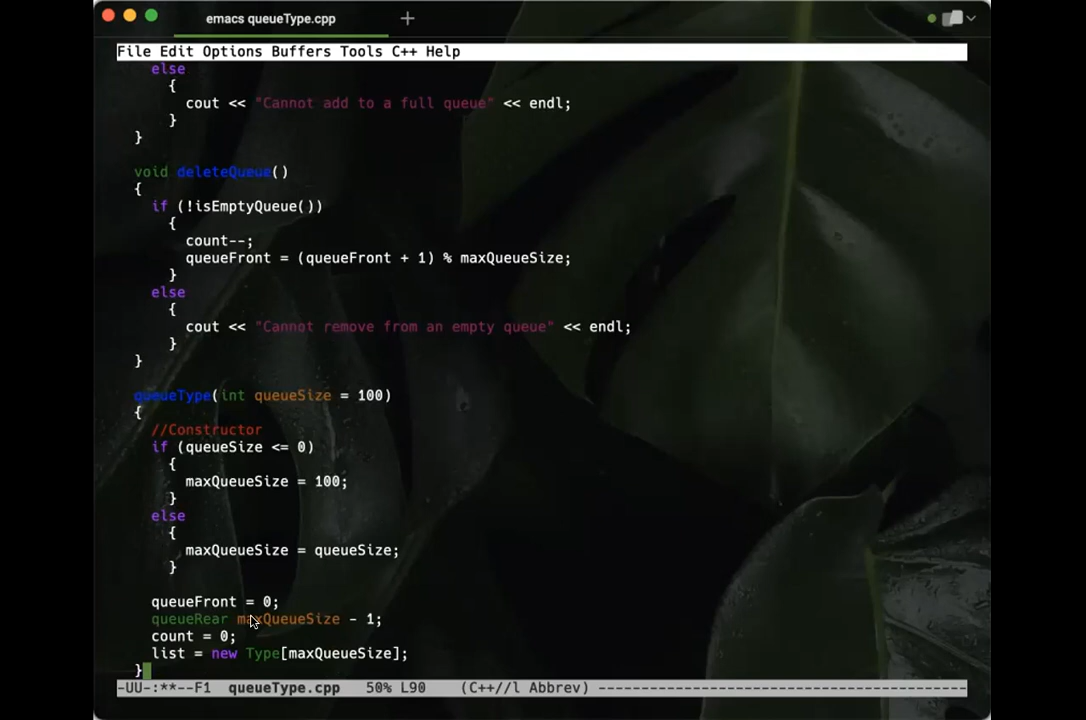 emacs queueType.cpp
File Edit Options Buffers Tools C++ Help
else
{
cout << "Cannot add to a full queue" << endl;
}
}
void deleteQueue()
{
if (!isEmptyQueue())
{
count--;
queueFront = (queueFront + 1) % maxQueueSize;
}
else
{
cout << "Cannot remove from an empty queue" << endl;
}
}
queueType(int queueSize = 100)
{
//Constructor
if (queueSize <= 0)
{
maxQueueSize = 100;
}
else
{
maxQueueSize = queueSize;
}
queueFront = 0;
queueRear maxQueueSize - 1;
count = 0;
list = new Type[maxQueueSize];
}
-UU-:**--F1 queueType.cpp 50% L90 (C++//l Abbrev) ------------------------------------------